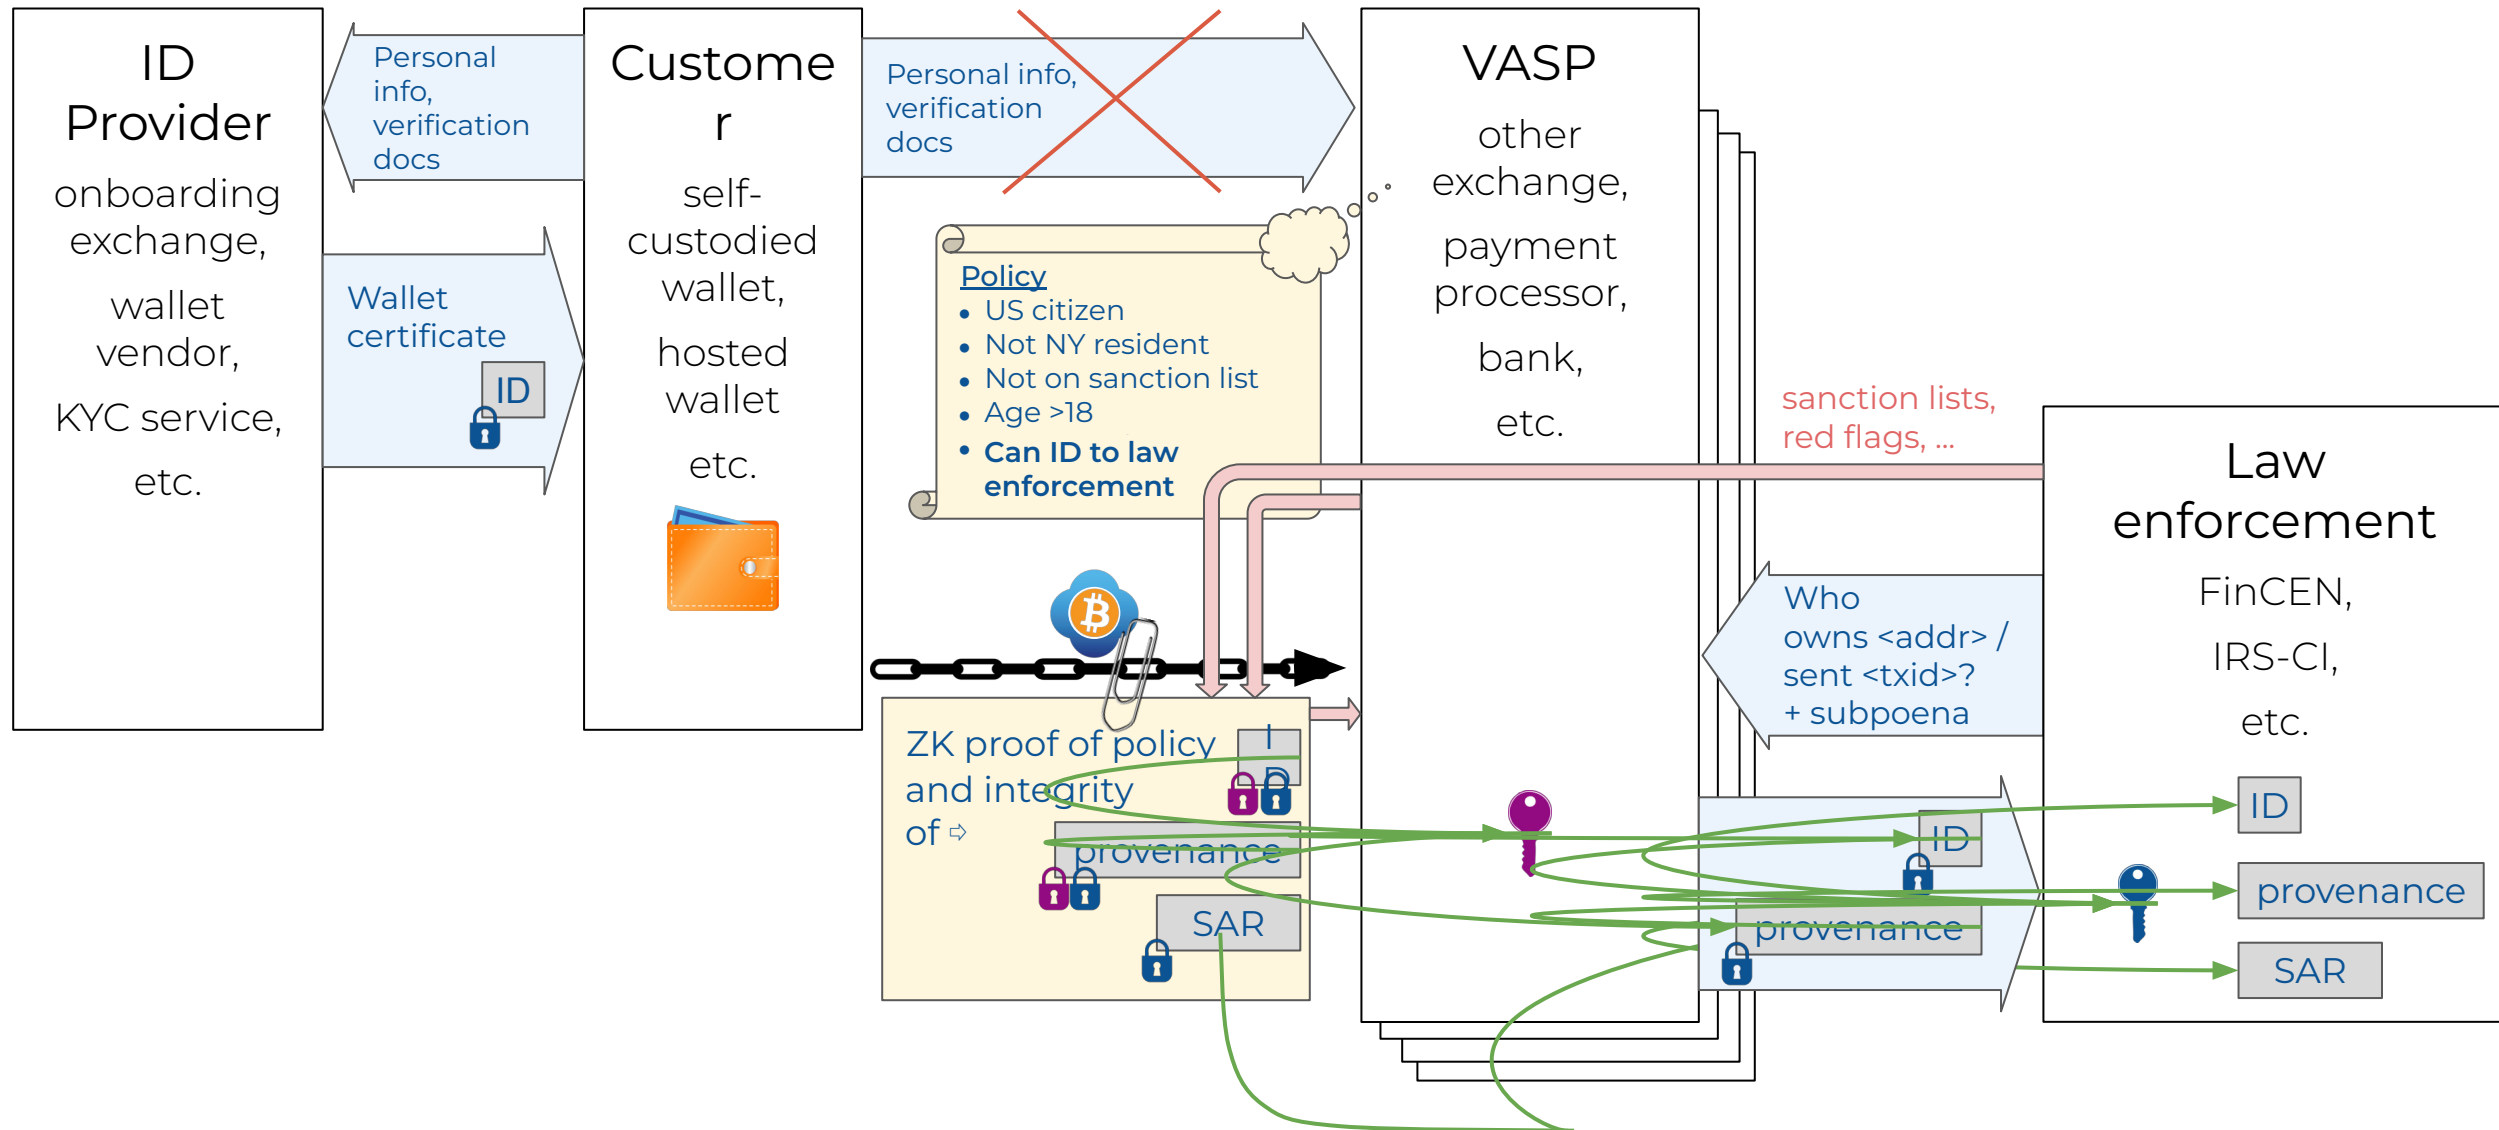 ID
Provider
onboarding
exchange,
wallet
vendor,
KYC service,
etc.
Personal
info,
verification
docs
Wallet
certificate
ID
Custome
r
self-
custodied
wallet,
hosted
wallet
etc.
Personal info,
verification
docs
Policy
• US citizen
• Not NY resident
• Not on sanction list
• Age >18
• Can ID to law
enforcement
ZK proof of policy
and integrity
of ⇨
I
D
provenance
SAR
VASP
other
exchange,
payment
processor,
bank,
etc.
sanction lists,
red flags, ...
Who
owns <addr> /
sent <txid>?
+ subpoena
ID
provenance
Law
enforcement
FinCEN,
IRS-CI,
etc.
ID
provenance
SAR